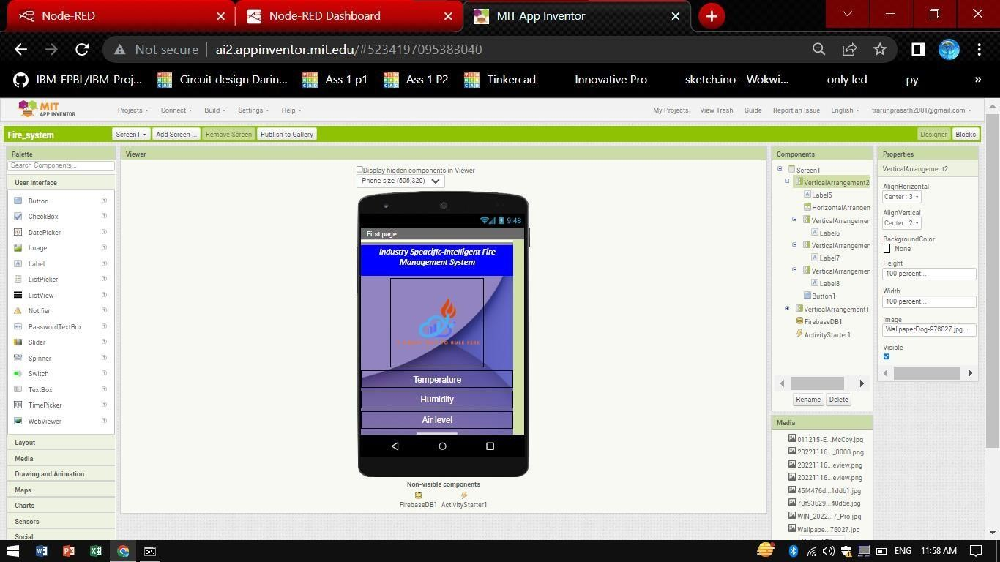 Node-RED
Node-RED Dashboard
MIT App Inventor
Not secure
ai2.appinventor.mit.edu/#5234197095383040
IBM-EPBL/IBM-Proj...
Circuit design Darin...
Ass 1 p1
Ass 1 P2
Tinkercad
Innovative Pro
sketch.ino - Wokwi...
only led
py
»
MIT
APP INVENTOR
Projects
Connect
Build
Settings
Help
My Projects
View Trash
Guide
Report an Issue
English
trarunprasath2001@gmail.com
Fire_system
Screen1
Add Screen ...
Remove Screen
Publish to Gallery
Designer
Blocks
Palette
Search Components...
User Interface
Button
CheckBox
DatePicker
Image
Label
ListPicker
ListView
Notifier
PasswordTextBox
Slider
Spinner
Switch
TextBox
TimePicker
WebViewer
Layout
Media
Drawing and Animation
Maps
Charts
Sensors
Social
Viewer
Display hidden components in Viewer
Phone size (505,320)
9:48
First page
Industry Speacific-Intelligent Fire
Management System
TO RULE FIRE
Temperature
Humidity
Air level
Non-visible components
FirebaseDB1
ActivityStarter1
Components
Screen1
VerticalArrangement2
Label5
HorizontalArrangen
VerticalArrangemer
Label6
VerticalArrangemer
Label7
VerticalArrangemer
Label8
Button1
VerticalArrangement1
FirebaseDB1
ActivityStarter1
Rename
Delete
Media
011215-E...McCoy.jpg
20221116..._0000.png
20221116...eview.png
20221116...eview.png
45f4476d...1ddb1.jpg
70f93629...40d5e.jpg
WIN_2022...7_Pro.jpg
Wallpape...76027.jpg
Properties
VerticalArrangement2
AlignHorizontal
Center : 3
AlignVertical
Center : 2
BackgroundColor
None
Height
100 percent...
Width
100 percent...
Image
WallpaperDog-976027.jpg...
Visible
ENG
11:58 AM